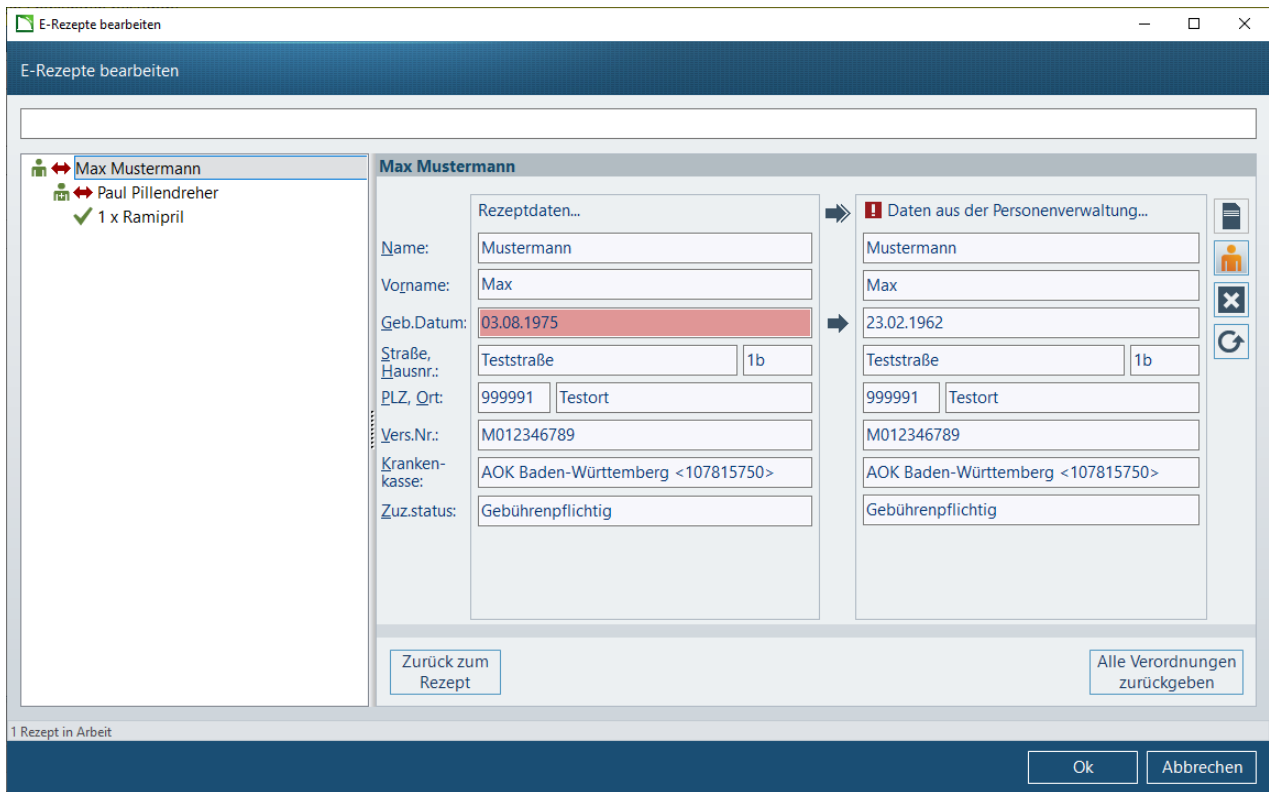 E-Rezepte bearbeiten
E-Rezepte bearbeiten
Max Mustermann
Paul Pillendreher
1 x Ramipril
Max Mustermann
Rezeptdaten...
Daten aus der Personenverwaltung...
Name: Mustermann Mustermann
Vorname: Max Max
Geb.Datum: 03.08.1975 23.02.1962
Straße, Hausnr.: Teststraße 1b Teststraße 1b
PLZ, Ort: 999991 Testort 999991 Testort
Vers.Nr.: M012346789 M012346789
Kranken-
kasse: AOK Baden-Württemberg <107815750> AOK Baden-Württemberg <107815750>
Zuz.status: Gebührenpflichtig Gebührenpflichtig
Zurück zum
Rezept
Alle Verordnungen
zurückgeben
1 Rezept in Arbeit
Ok Abbrechen